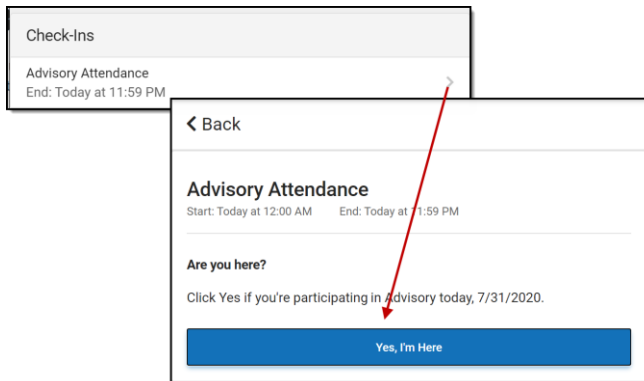 Check-Ins
Advisory Attendance
End: Today at 11:59 PM
Back
Advisory Attendance
Start: Today at 12:00 AM End: Today at 11:59 PM
Are you here?
Click Yes if you're participating in Advisory today, 7/31/2020.
Yes, I'm Here